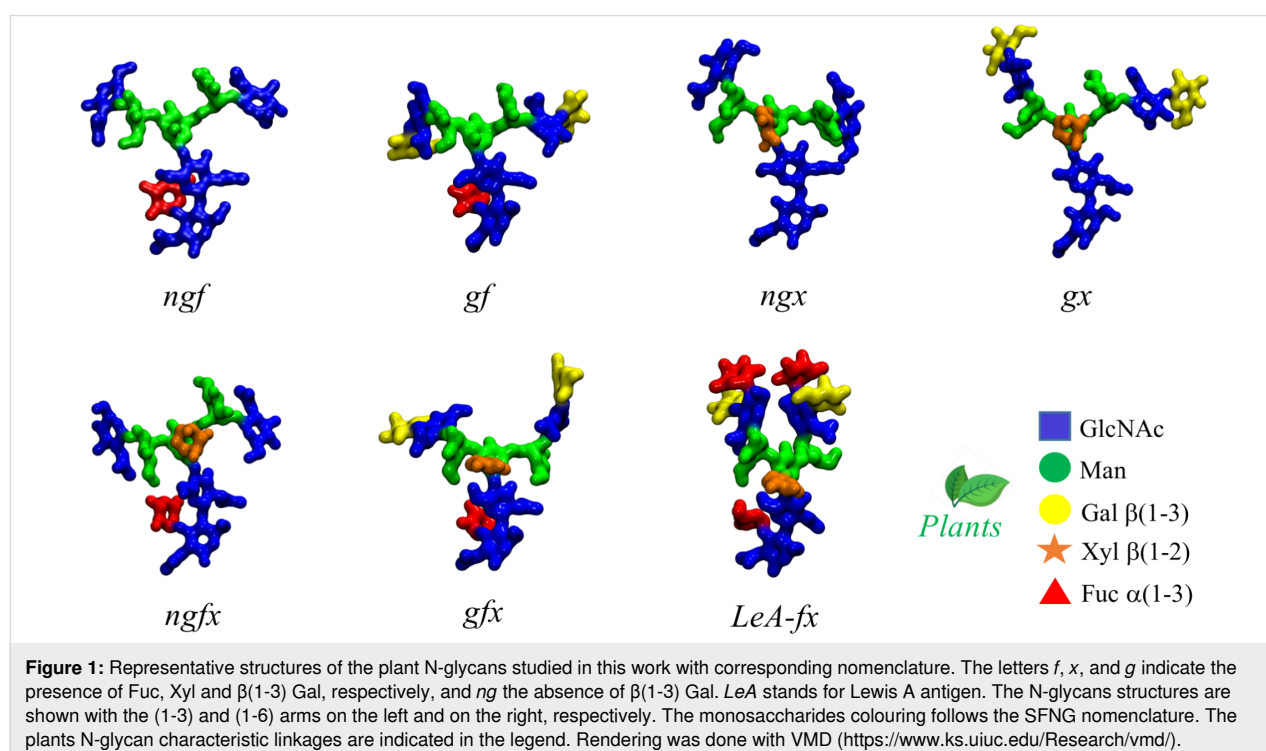 ngf
gf
ngx
gx
ngfx
gfx
LeA-fx
Plants
GlcNAc
Man
Gal β(1-3)
Xyl β(1-2)
Fuc α(1-3)
Figure 1: Representative structures of the plant N-glycans studied in this work with corresponding nomenclature. The letters f, x, and g indicate the
presence of Fuc, Xyl and β(1-3) Gal, respectively, and ng the absence of β(1-3) Gal. LeA stands for Lewis A antigen. The N-glycans structures are
shown with the (1-3) and (1-6) arms on the left and on the right, respectively. The monosaccharides colouring follows the SFNG nomenclature. The
plants N-glycan characteristic linkages are indicated in the legend. Rendering was done with VMD (https://www.ks.uiuc.edu/Research/vmd/).